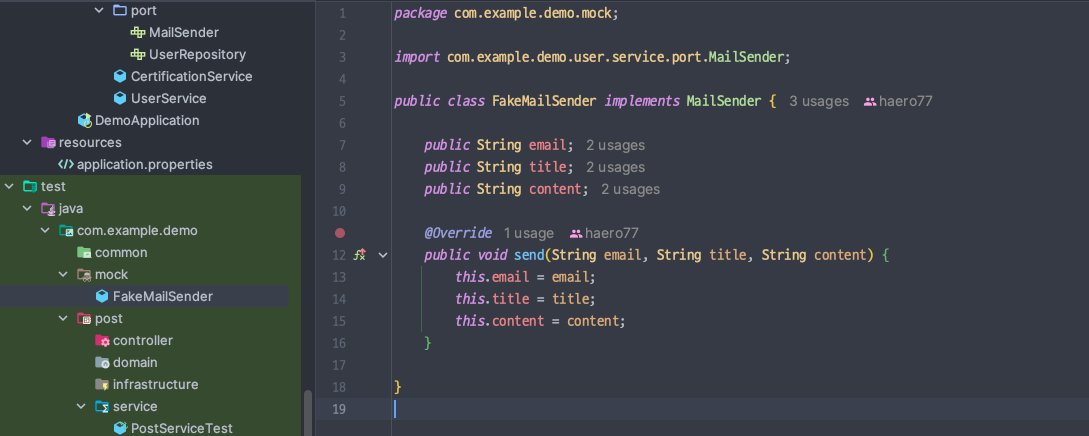 port
MailSender
UserRepository
CertificationService
UserService
DemoApplication
resources
application.properties
test
java
com.example.demo
common
mock
FakeMailSender
post
controller
domain
infrastructure
service
PostServiceTest
1 package com.example.demo.mock;
2
3 import com.example.demo.user.service.port.MailSender;
4
5 public class FakeMailSender implements MailSender { 3 usages haero77
6
7 public String email; 2 usages
8 public String title; 2 usages
9 public String content; 2 usages
10
@Override 1 usage haero77
12 public void send(String email, String title, String content) {
13 this.email = email;
14 this.title = title;
15 this.content = content;
16 }
17
18 }
19